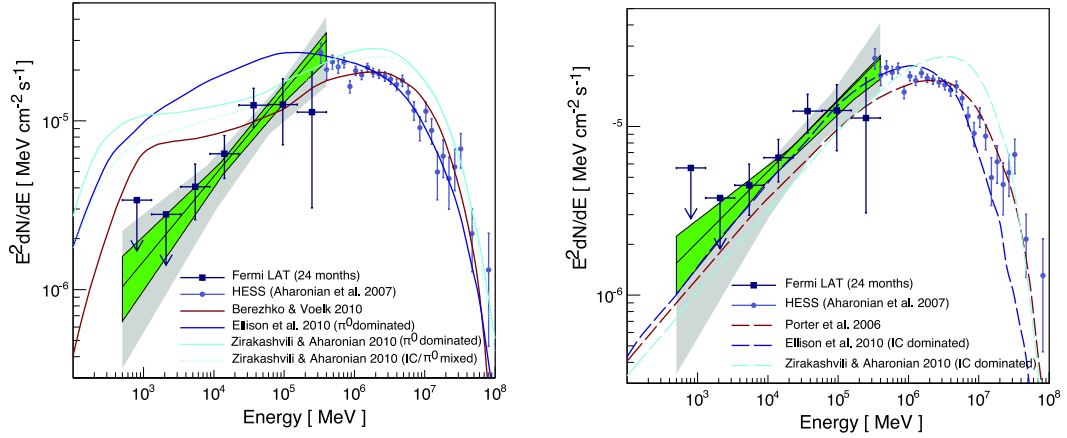 E²dN/dE [ MeV cm⁻² s⁻¹]
10⁻⁵
10⁻⁶
Fermi LAT (24 months)
HESS (Aharonian et al. 2007)
Berezhko & Voelk 2010
Ellison et al. 2010 (π⁰dominated)
Zirakashvili & Aharonian 2010 (π⁰dominated)
Zirakashvili & Aharonian 2010 (IC/π⁰mixed)
10³ 10⁴ 10⁵ 10⁶ 10⁷ 10⁸
Energy [ MeV ]
E²dN/dE [ MeV cm⁻² s⁻¹]
-5
10⁻⁶
Fermi LAT (24 months)
HESS (Aharonian et al. 2007)
Porter et al. 2006
Ellison et al. 2010 (IC dominated)
Zirakashvili & Aharonian 2010 (IC dominated)
10³ 10⁴ 10⁵ 10⁶ 10⁷ 10⁸
Energy [ MeV ]